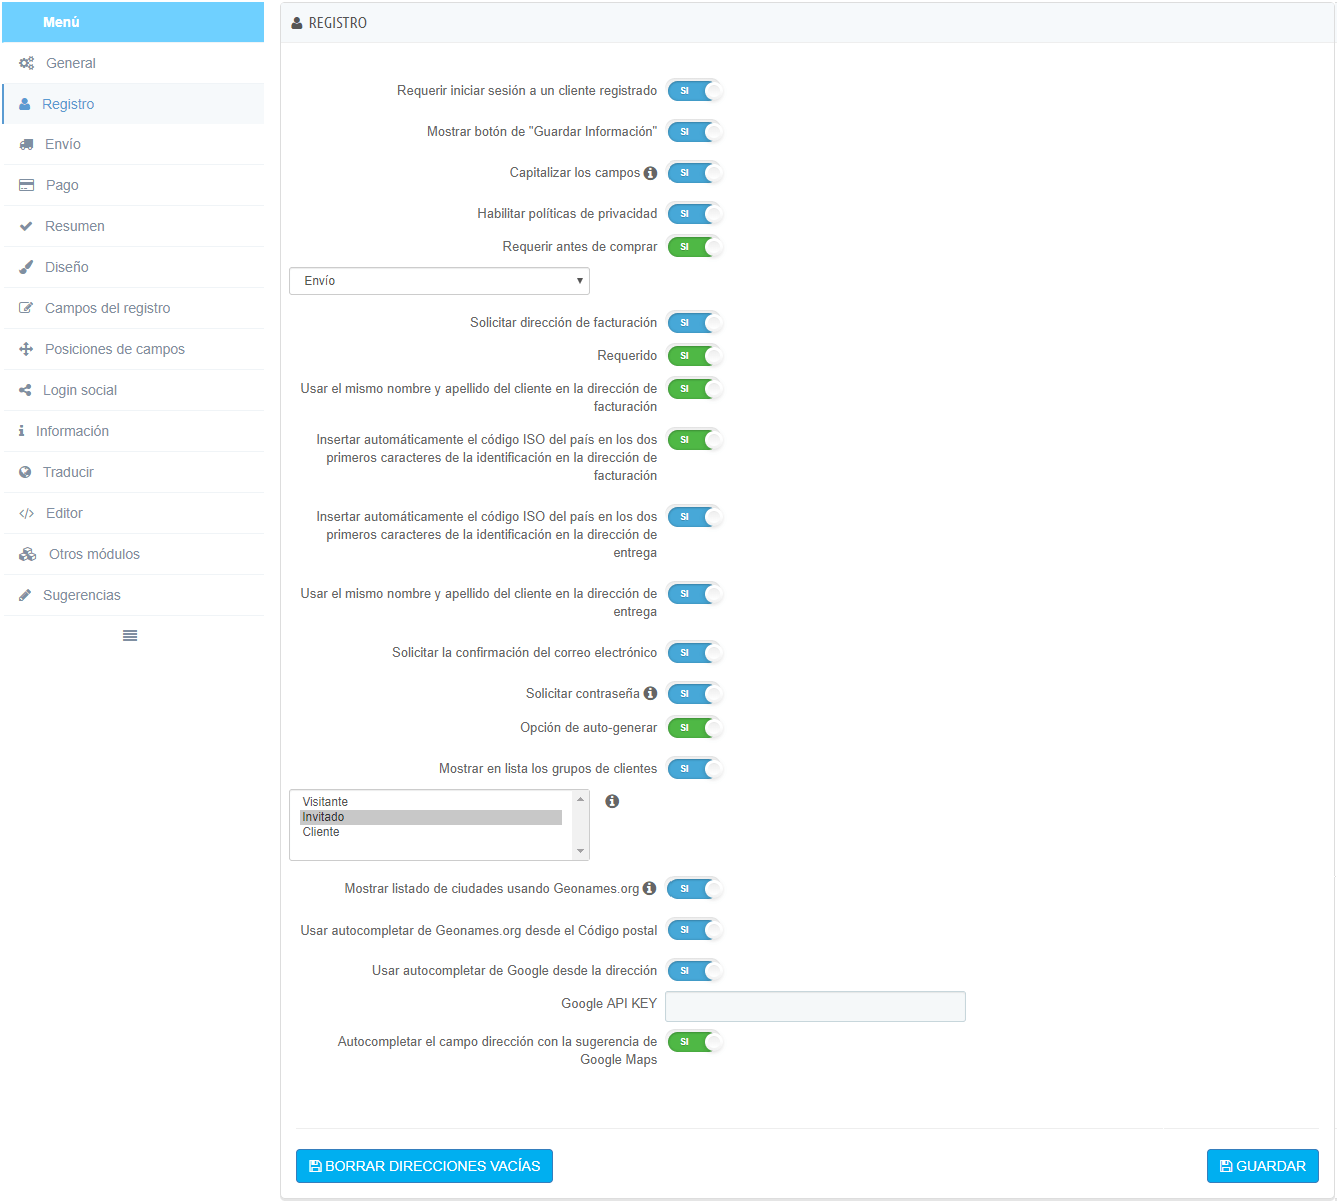 Menú
General
Registro
Envío
Pago
Resumen
Diseño
Campos del registro
Posiciones de campos
Login social
Información
Traducir
Editor
Otros módulos
Sugerencias
REGISTRO
Requerir iniciar sesión a un cliente registrado SI
Mostrar botón de "Guardar Información" SI
Capitalizar los campos SI
Habilitar políticas de privacidad SI
Requerir antes de comprar SI
Envío
Solicitar dirección de facturación SI
Requerido SI
Usar el mismo nombre y apellido del cliente en la dirección de SI
facturación
Insertar automáticamente el código ISO del país en los dos SI
primeros caracteres de la identificación en la dirección de
facturación
Insertar automáticamente el código ISO del país en los dos SI
primeros caracteres de la identificación en la dirección de
entrega
Usar el mismo nombre y apellido del cliente en la dirección de SI
entrega
Solicitar la confirmación del correo electrónico SI
Solicitar contraseña SI
Opción de auto-generar SI
Mostrar en lista los grupos de clientes SI
Visitante
Invitado
Cliente
Mostrar listado de ciudades usando Geonames.org SI
Usar autocompletar de Geonames.org desde el Código postal SI
Usar autocompletar de Google desde la dirección SI
Google API KEY
Autocompletar el campo dirección con la sugerencia de SI
Google Maps
BORRAR DIRECCIONES VACÍAS
GUARDAR